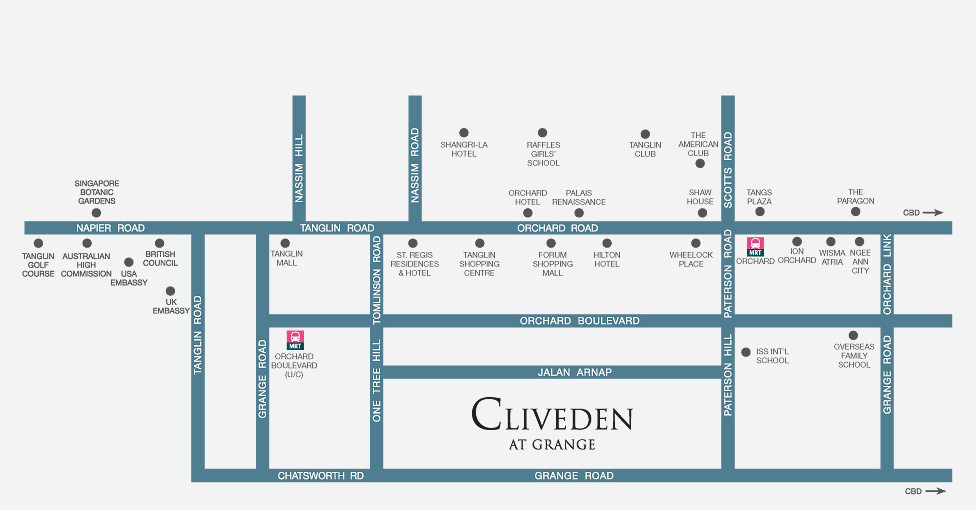 NASSIM HILL
NASSIM ROAD
SHANGRI-LA
HOTEL
RAFFLES
GIRLS'
SCHOOL
TANGLIN
CLUB
THE
AMERICAN
CLUB
SCOTTS ROAD
SINGAPORE
BOTANIC
GARDENS
ORCHARD
HOTEL
PALAIS
RENAISSANCE
SHAW
HOUSE
TANGS
PLAZA
THE
PARAGON
CBD
NAPIER ROAD
TANGLIN ROAD
ORCHARD ROAD
TANGLIN
GOLF
COURSE
AUSTRALIAN
HIGH
COMMISSION
USA
EMBASSY
BRITISH
COUNCIL
UK
EMBASSY
TANGLIN
MALL
TOMLINSON ROAD
ST. REGIS
RESIDENCES
& HOTEL
TANGLIN
SHOPPING
CENTRE
FORUM
SHOPPING
MALL
HILTON
HOTEL
WHEELOCK
PLACE
PATERSON ROAD
MRT
ORCHARD
ION
ORCHARD
WISMA
ATRIA
NGEE
ANN
CITY
ORCHARD LINK
ORCHARD BOULEVARD
TANGLIN ROAD
GRANGE ROAD
MRT
ORCHARD
BOULEVARD
(U/C)
ONE TREE HILL
JALAN ARNAP
PATERSON HILL
ISS INT'L
SCHOOL
OVERSEAS
FAMILY
SCHOOL
GRANGE ROAD
CLIVEDEN
AT GRANGE
CHATSWORTH RD
GRANGE ROAD
CBD